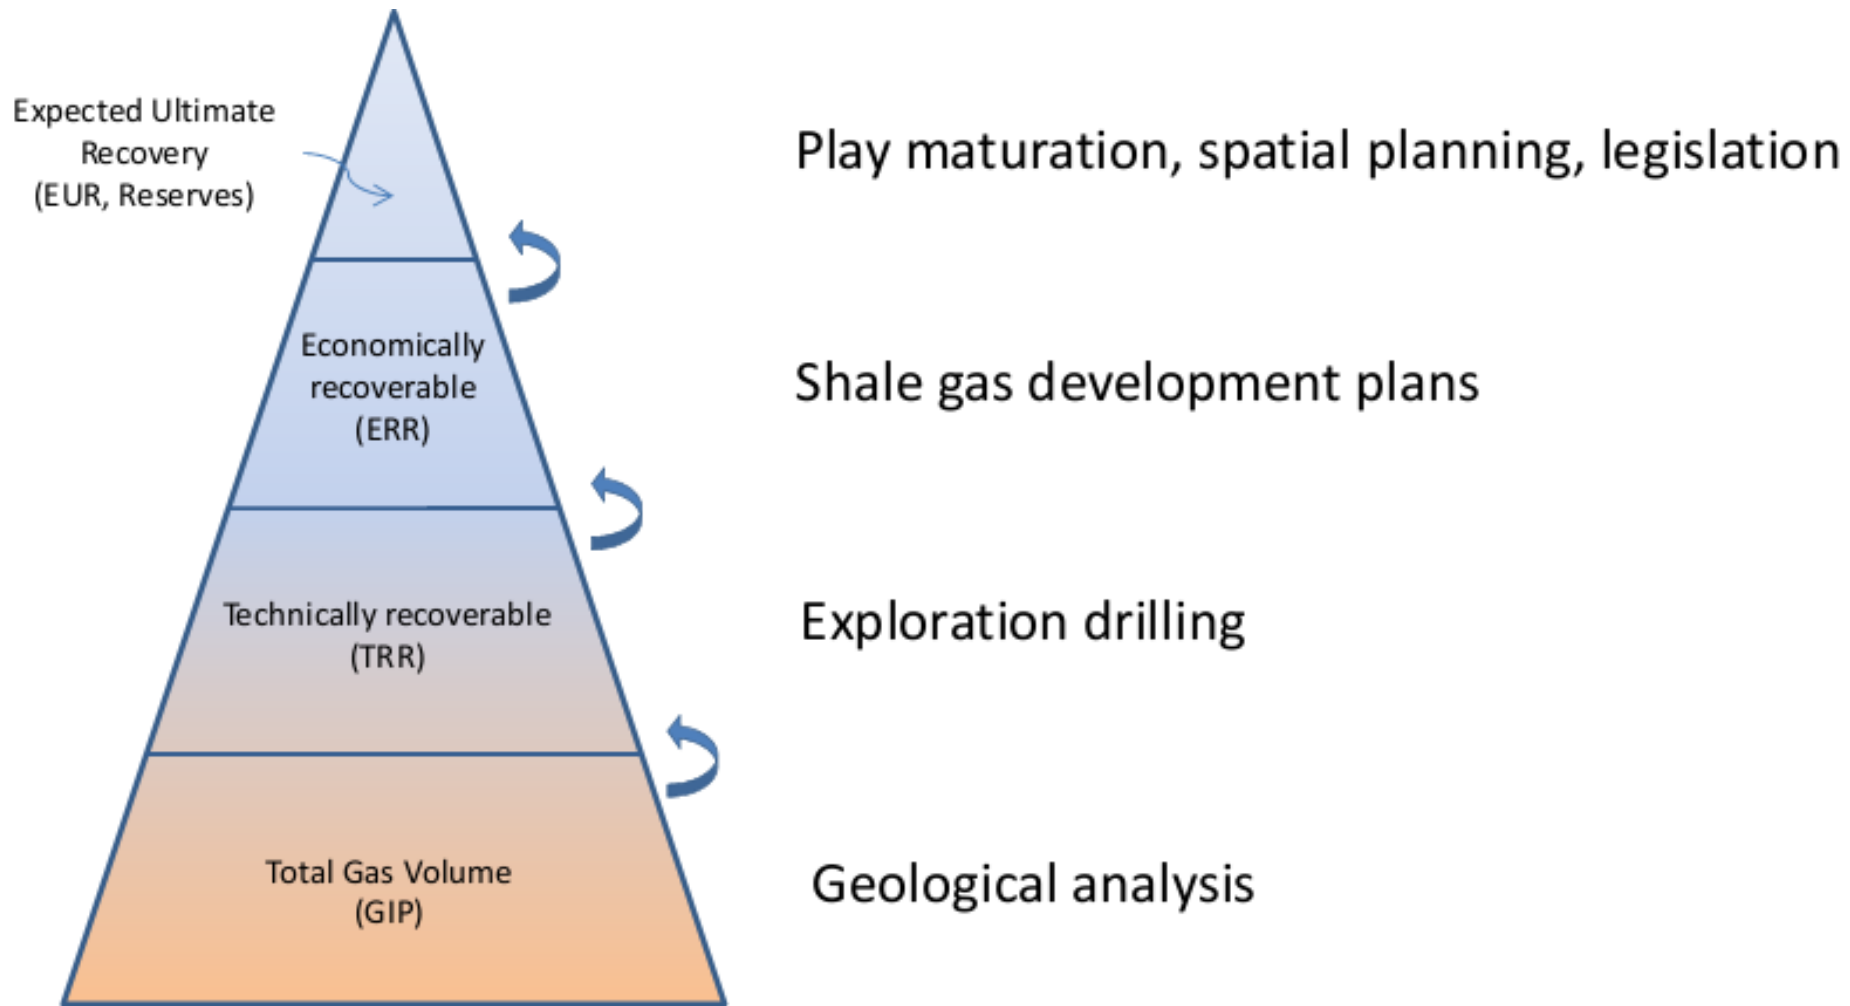 Expected Ultimate
Recovery
(EUR, Reserves)
Play maturation, spatial planning, legislation
Economically
recoverable
(ERR)
Shale gas development plans
Technically recoverable
(TRR)
Exploration drilling
Total Gas Volume
(GIP)
Geological analysis